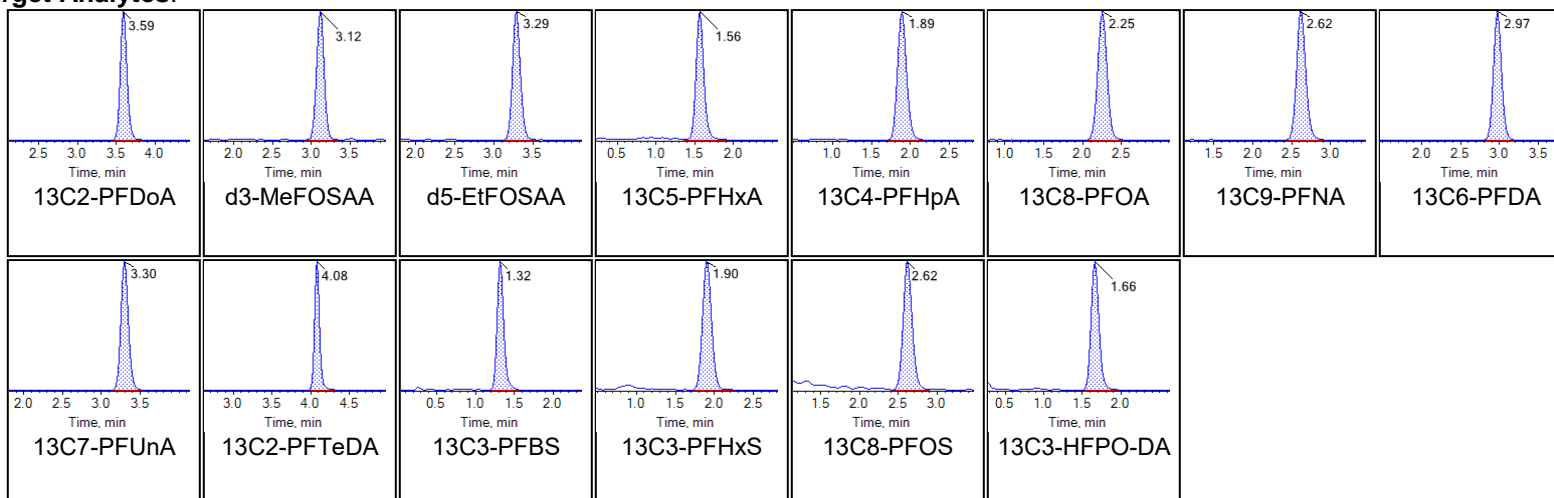 rget Analytes:
3.59 3.12 3.29 1.56 1.89 2.25 2.62 2.97
2.5 3.0 3.5 4.0 2.0 2.5 3.0 3.5 2.0 2.5 3.0 3.5 0.5 1.0 1.5 2.0 1.0 1.5 2.0 2.5 1.0 1.5 2.0 2.5 1.5 2.0 2.5 3.0 2.0 2.5 3.0 3.5
Time, min Time, min Time, min Time, min Time, min Time, min Time, min Time, min
13C2-PFDoA d3-MeFOSAA d5-EtFOSAA 13C5-PFHxA 13C4-PFHpA 13C8-PFOA 13C9-PFNA 13C6-PFDA
3.30 4.08 1.32 1.90 2.62 1.66
2.0 2.5 3.0 3.5 3.0 3.5 4.0 4.5 0.5 1.0 1.5 2.0 1.0 1.5 2.0 2.5 1.5 2.0 2.5 3.0 0.5 1.0 1.5 2.0
Time, min Time, min Time, min Time, min Time, min Time, min
13C7-PFUnA 13C2-PFTeDA 13C3-PFBS 13C3-PFHxS 13C8-PFOS 13C3-HFPO-DA